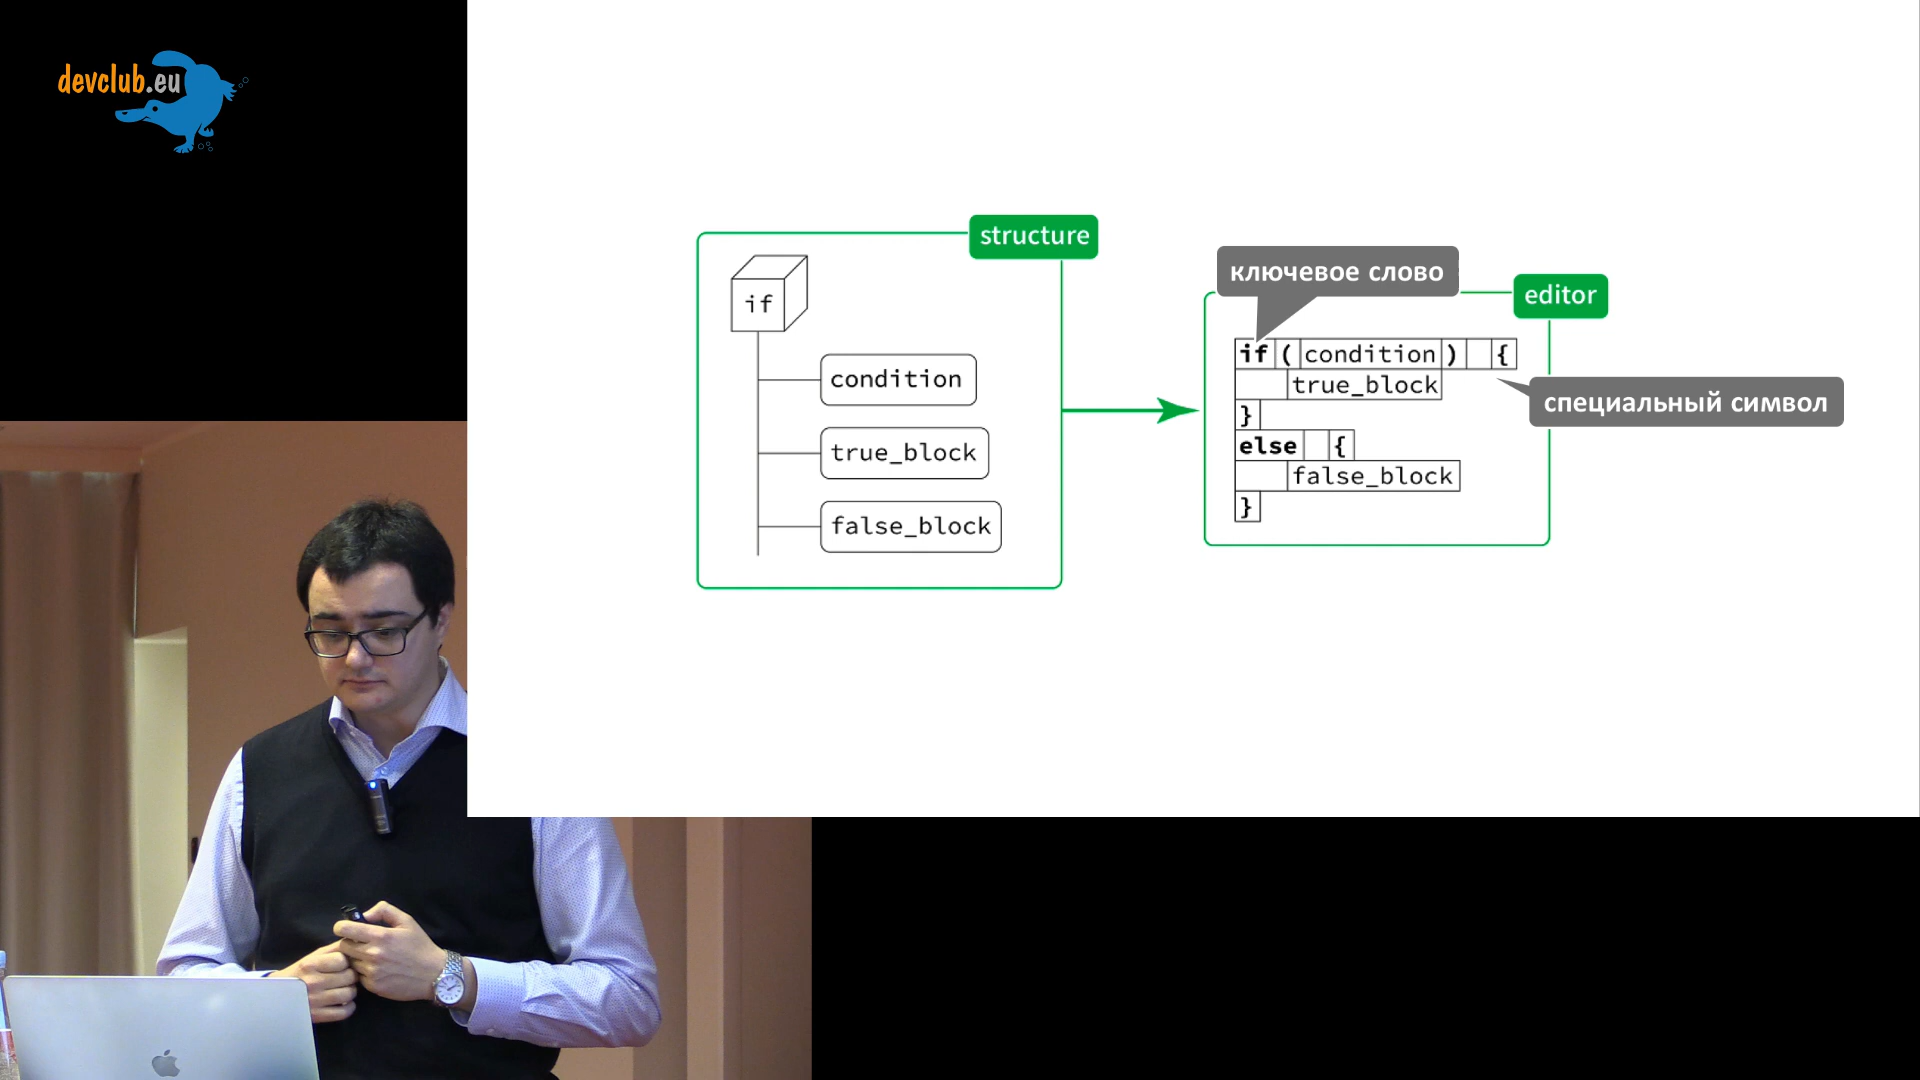 devclub.eu
structure
if
condition
true_block
false_block
ключевое слово
editor
if ( condition ) {
true_block
}
else {
false_block
}
специальный символ